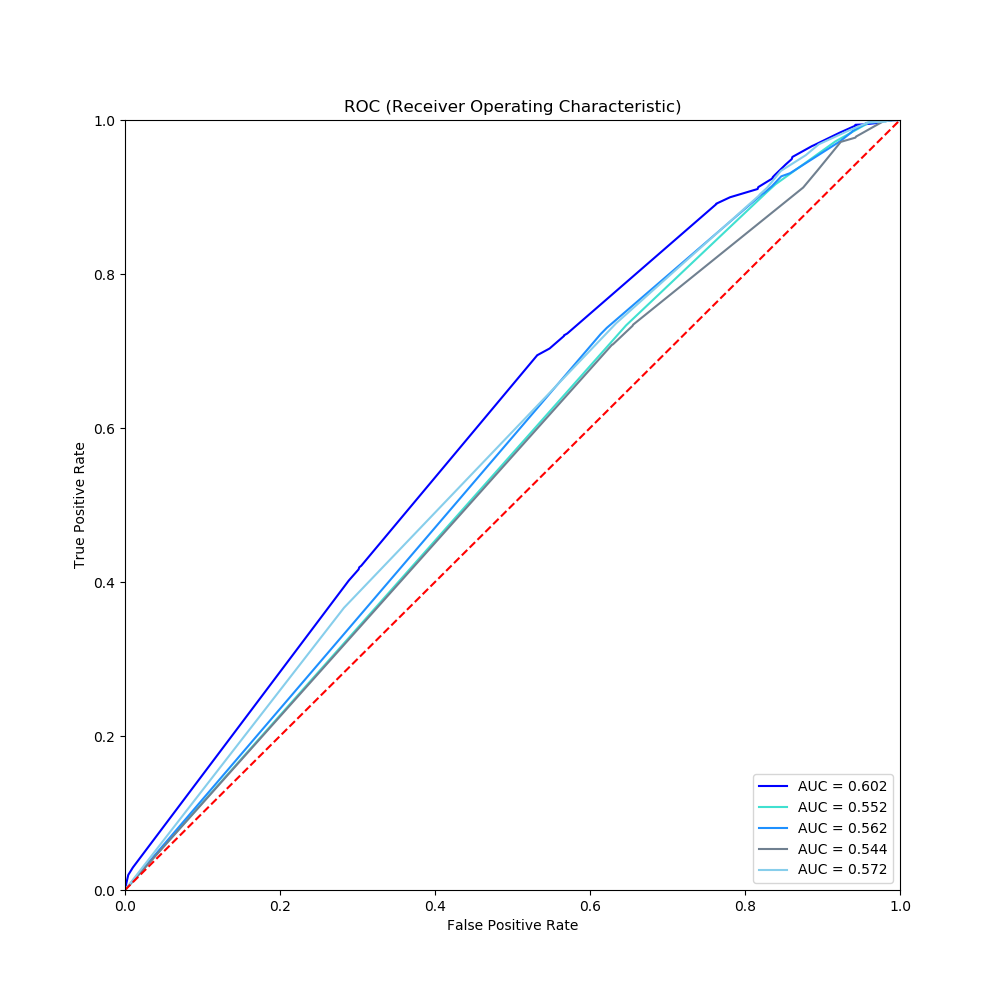 ROC (Receiver Operating Characteristic)
1.0
0.8
0.6
0.4
0.2
0.0
True Positive Rate
0.0 0.2 0.4 0.6 0.8 1.0
False Positive Rate
AUC = 0.602
AUC = 0.552
AUC = 0.562
AUC = 0.544
AUC = 0.572